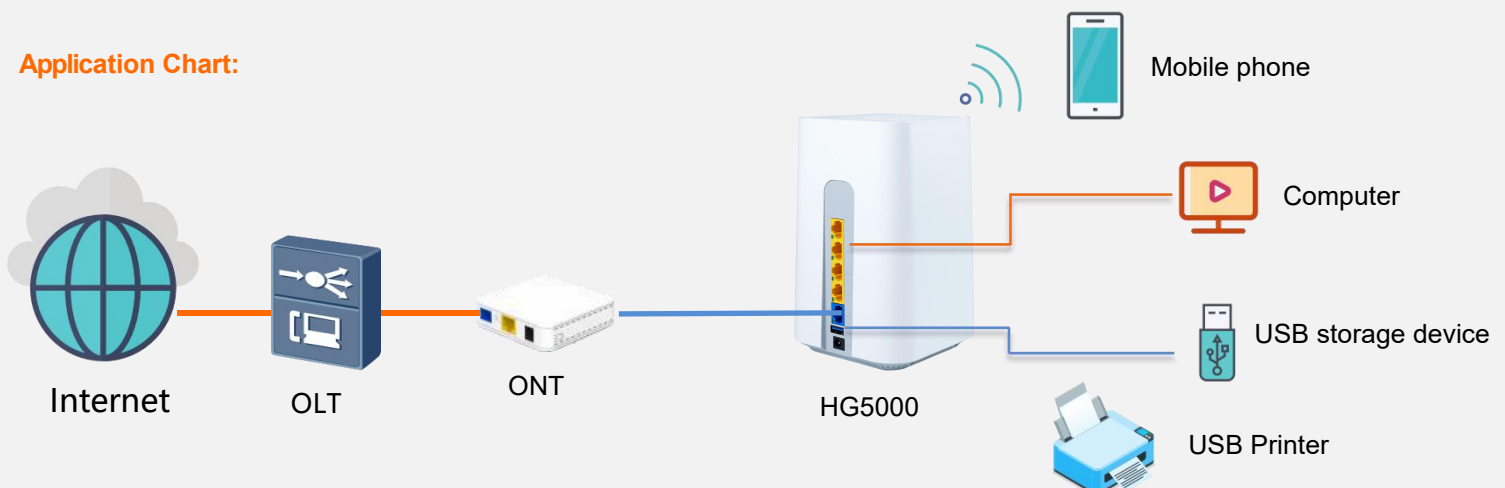 Application Chart:
Mobile phone
Computer
USB storage device
Internet
OLT
ONT
HG5000
USB Printer